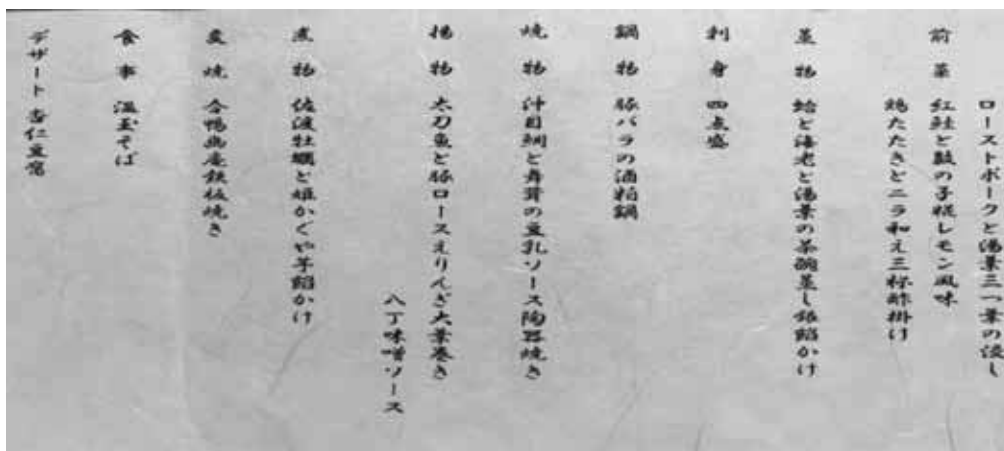 ローストポークと湯葉三つ葉の浸し
前菜 紅鮭と数の子糀レモン風味
鶏たたきとニラ和え三杯酢掛け
蒸物 蛤と海老と湯葉の茶碗蒸し銀餡かけ
刺身 四点盛
鍋物 豚バラの酒粕鍋
焼物 沖目鯛と舞茸の豆乳ソース陶器焼き
揚物 太刀魚と豚ロースえりんぎ大葉巻き
八丁味噌ソース
煮物 佐渡牡蠣と姫かぐや芋餡かけ
変焼 合鴨幽庵鉄板焼き
食事 温玉そば
デザート 杏仁豆腐